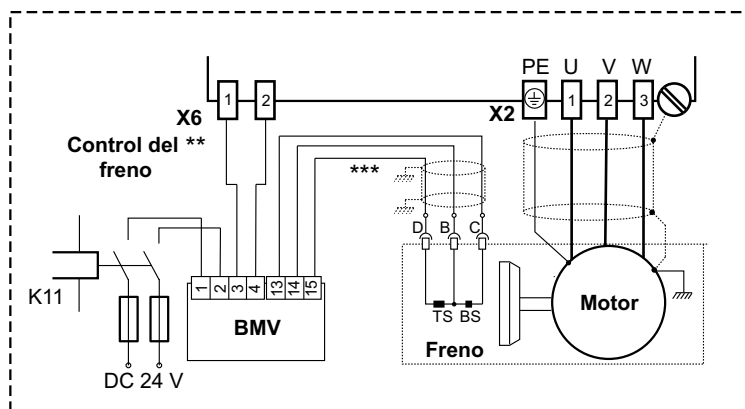 PE U V W
X6 1 2 X2 1 2 3
Control del **
freno
***
D B C
K11
1 2 3 4 13 14 15
TS BS
BMV
Motor
Freno
DC 24 V